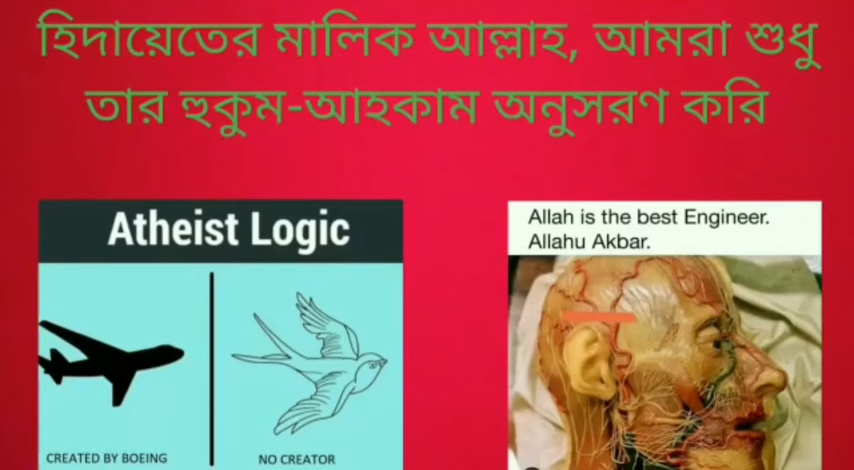 হিদায়েতের মালিক আল্লাহ, আমরা শুধু
তার হুকুম-আহকাম অনুসরণ করি
Atheist Logic
CREATED BY BOEING
NO CREATOR
Allah is the best Engineer.
Allahu Akbar.